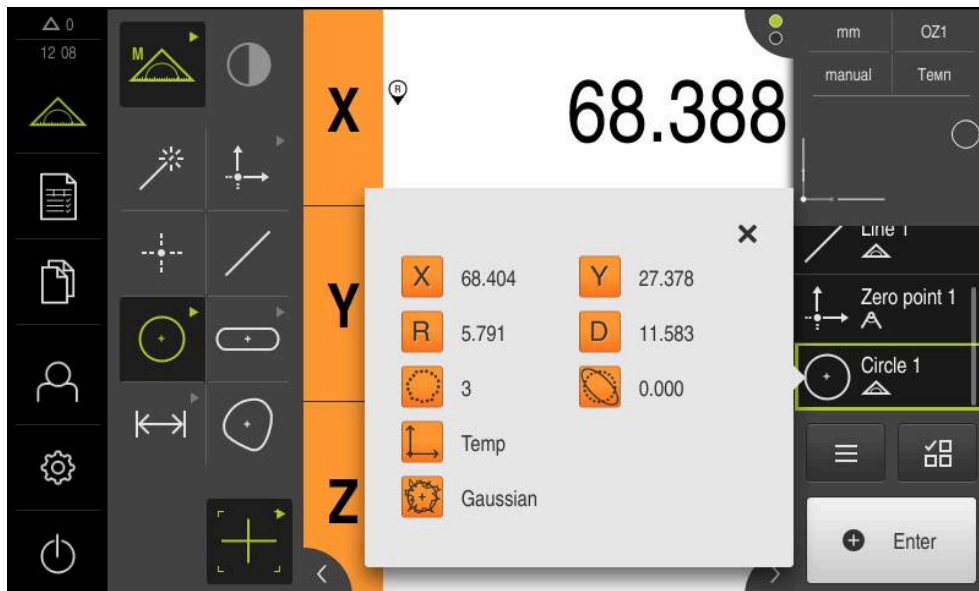 0
12 08
M
X
R
68.388
Y
Z
X 68.404 Y 27.378
R 5.791 D 11.583
3 0.000
Temp
Gaussian
mm OZ1
manual Темп
Line 1
Zero point 1
Circle 1
Enter